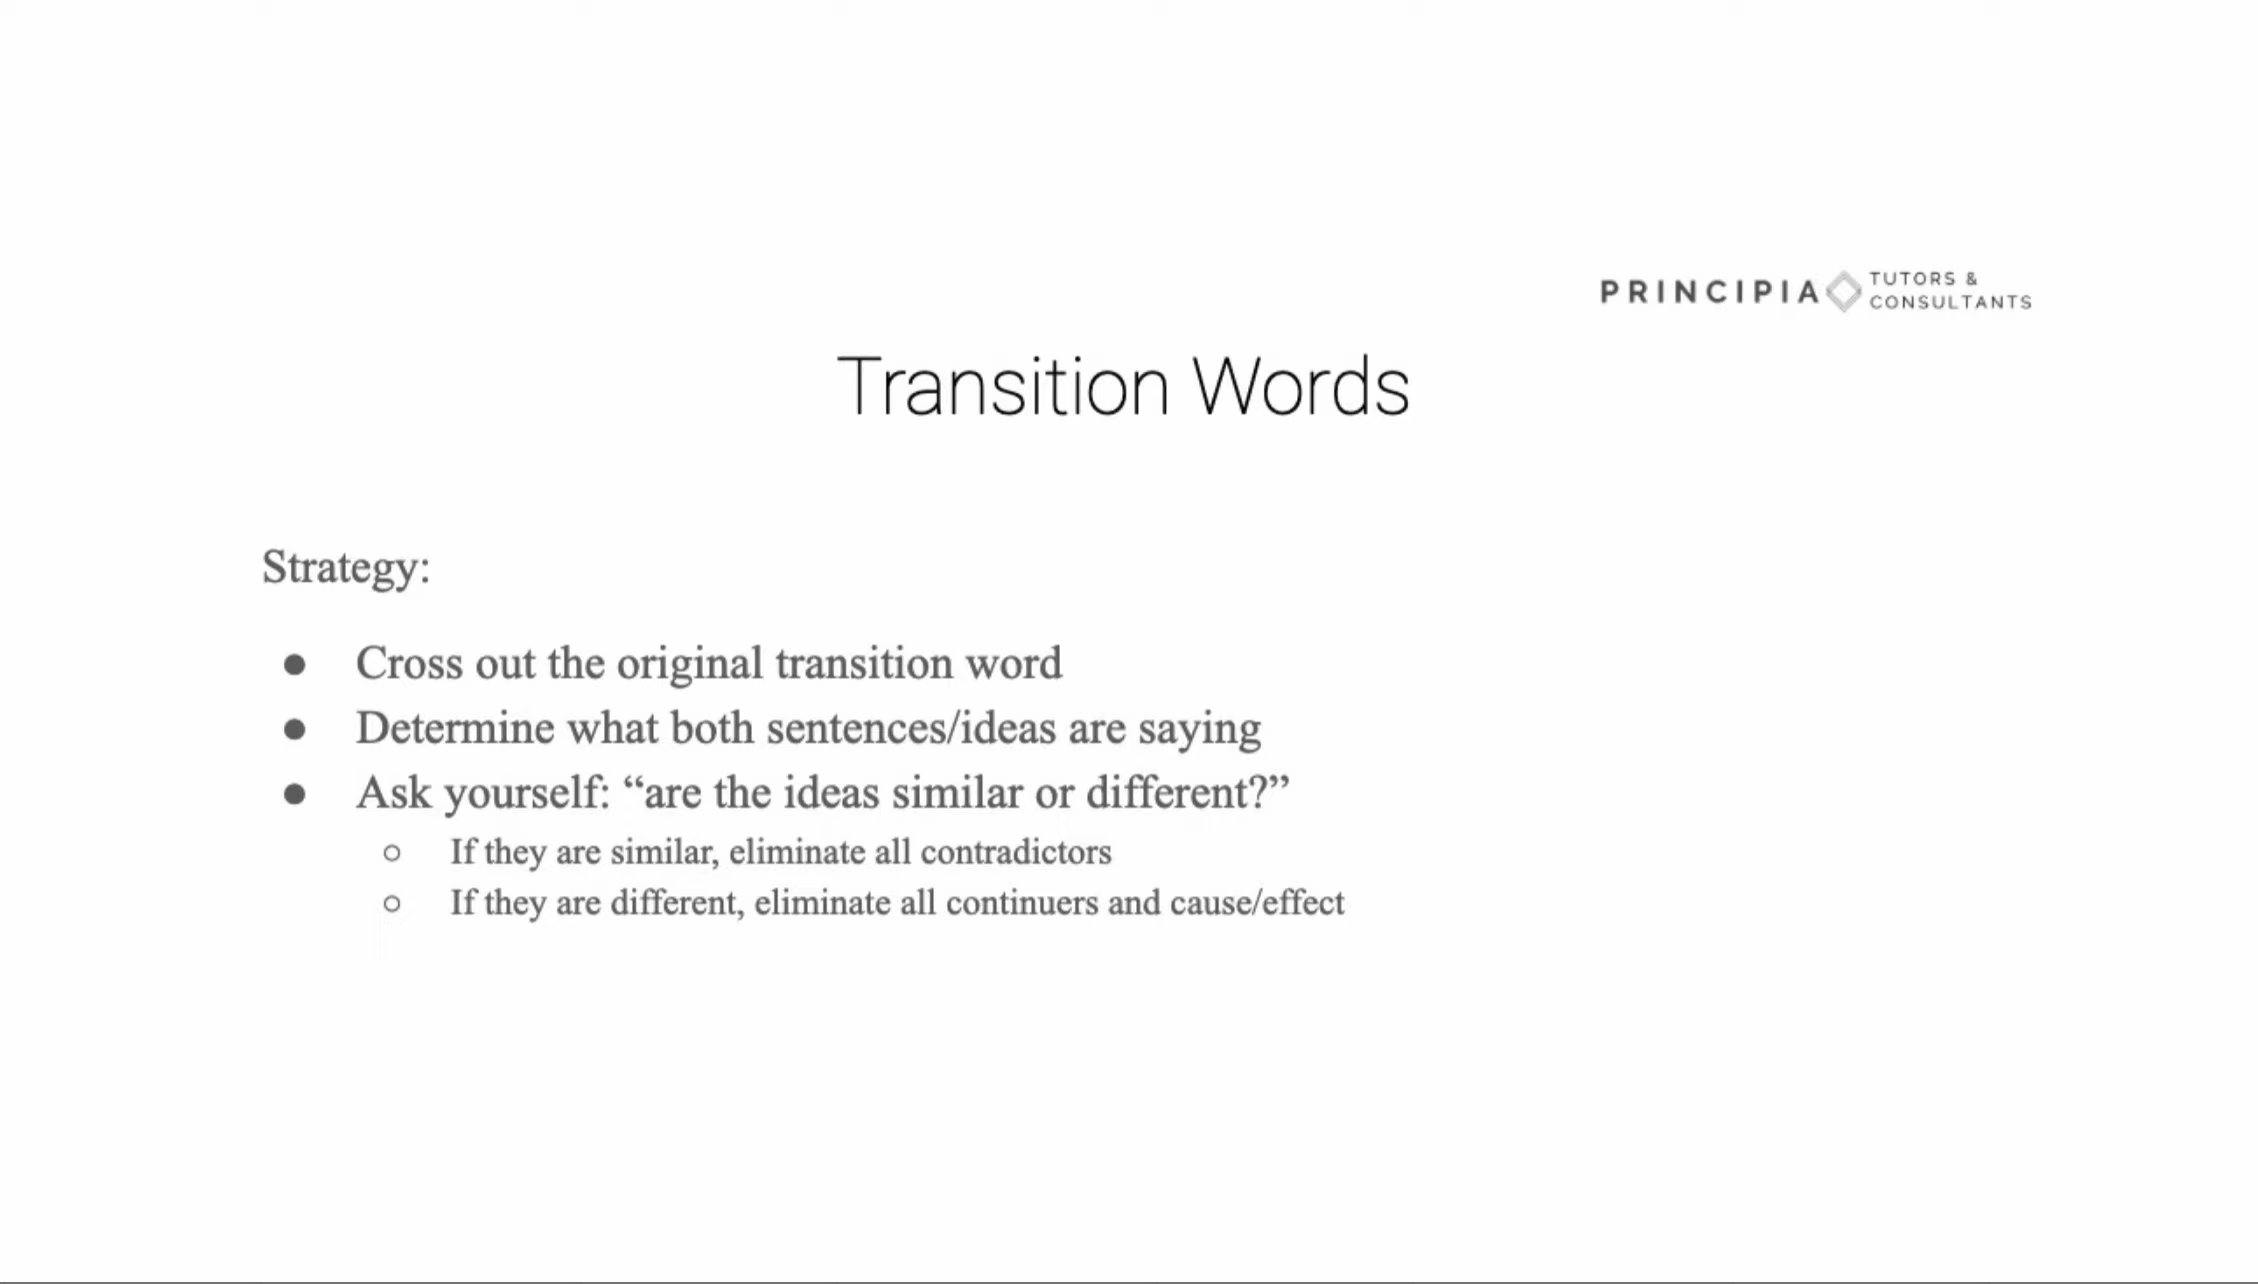 PRINCIPIA TUTORS &
CONSULTANTS
Transition Words
Strategy:
● Cross out the original transition word
● Determine what both sentences/ideas are saying
● Ask yourself: “are the ideas similar or different?”
○ If they are similar, eliminate all contradictors
○ If they are different, eliminate all continuers and cause/effect